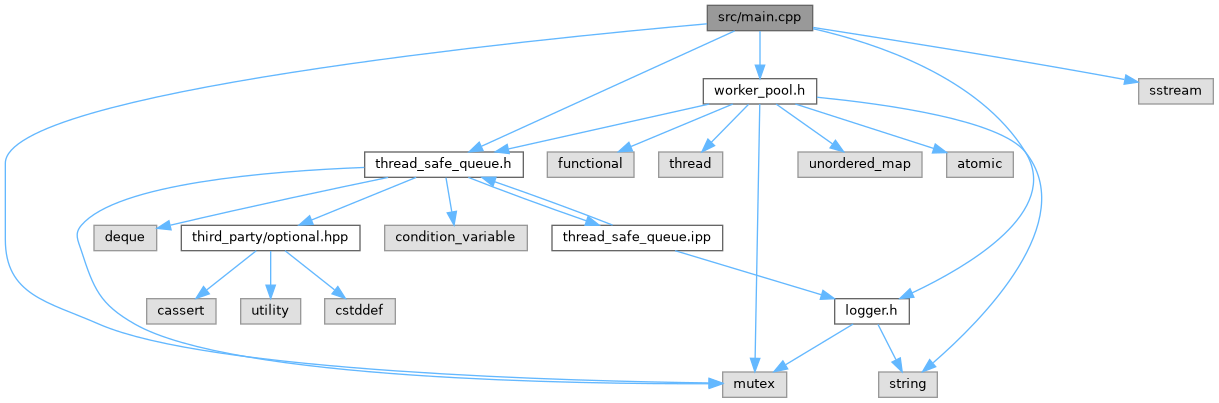 src/main.cpp
worker_pool.h
sstream
thread_safe_queue.h
functional
thread
unordered_map
atomic
deque
third_party/optional.hpp
condition_variable
thread_safe_queue.ipp
cassert
utility
cstddef
logger.h
mutex
string